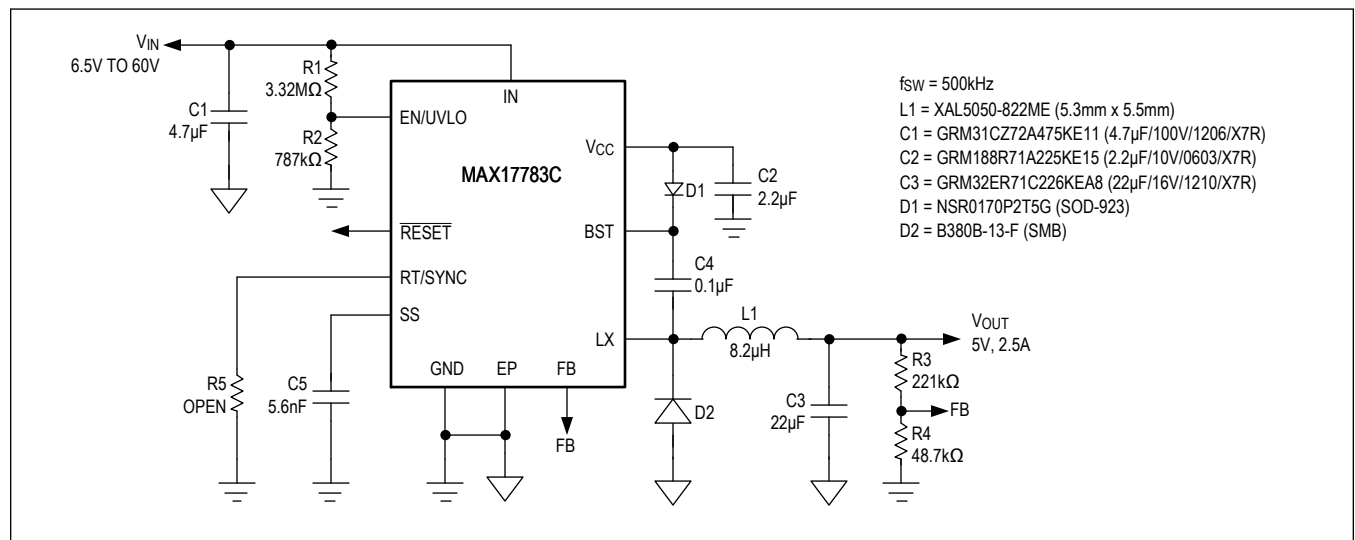 VIN
6.5V TO 60V
C1
4.7µF
R1
3.32MΩ
R2
787kΩ
IN
EN/UVLO
VCC
MAX17783C
D1
C2
2.2µF
RESET
BST
RT/SYNC
C4
0.1µF
SS
LX
L1
8.2µH
VOUT
5V, 2.5A
GND
EP
FB
FB
R5
OPEN
C5
5.6nF
D2
C3
22µF
R3
221kΩ
FB
R4
48.7kΩ
fSW = 500kHz
L1 = XAL5050-822ME (5.3mm x 5.5mm)
C1 = GRM31CZ72A475KE11 (4.7µF/100V/1206/X7R)
C2 = GRM188R71A225KE15 (2.2µF/10V/0603/X7R)
C3 = GRM32ER71C226KEA8 (22µF/16V/1210/X7R)
D1 = NSR0170P2T5G (SOD-923)
D2 = B380B-13-F (SMB)